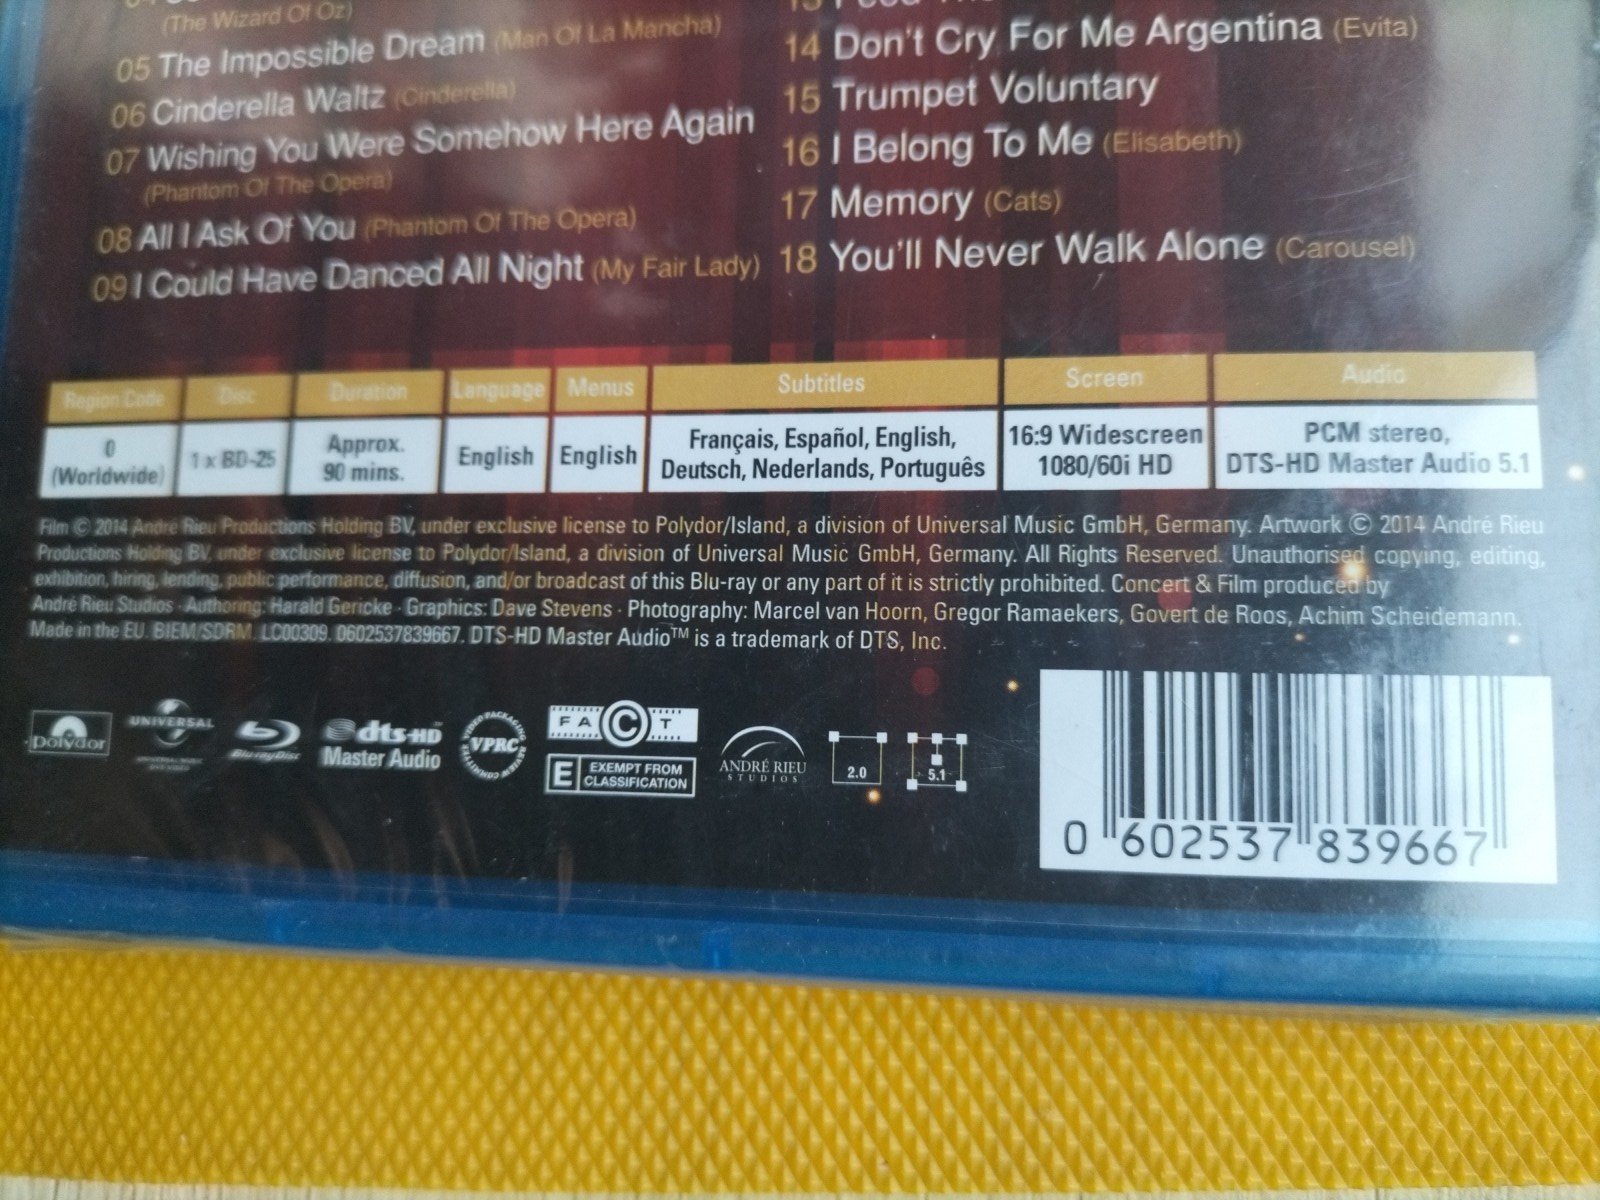 (The Wizard Of Oz)
05 The Impossible Dream (Man Of La Mancha)
06 Cinderella Waltz (Cinderella)
07 Wishing You Were Somehow Here Again
(Phantom Of The Opera)
08 All I Ask Of You (Phantom Of The Opera)
09 I Could Have Danced All Night (My Fair Lady)
14 Don't Cry For Me Argentina (Evita)
15 Trumpet Voluntary
16 I Belong To Me (Elisabeth)
17 Memory (Cats)
18 You'll Never Walk Alone (Carousel)
Region Code Disc Duration Language Menus Subtitles Screen Audio
0
(Worldwide)
1 x BD-25
Approx.
90 mins.
English
English
Français, Español, English,
Deutsch, Nederlands, Português
16:9 Widescreen
1080/60i HD
PCM stereo,
DTS-HD Master Audio 5.1
Film © 2014 André Rieu Productions Holding BV, under exclusive license to Polydor/Island, a division of Universal Music GmbH, Germany. Artwork © 2014 André Rieu
Productions Holding BV, under exclusive license to Polydor/Island, a division of Universal Music GmbH, Germany. All Rights Reserved. Unauthorised copying, editing,
exhibition, hiring, lending, public performance, diffusion, and/or broadcast of this Blu-ray or any part of it is strictly prohibited. Concert & Film produced by
André Rieu Studios · Authoring: Harald Gericke · Graphics: Dave Stevens · Photography: Marcel van Hoorn, Gregor Ramaekers, Govert de Roos, Achim Scheidemann.
Made in the EU. BIEM/SDRM. LC00309. 0602537839667. DTS-HD Master Audio™ is a trademark of DTS, Inc.
polydor
UNIVERSAL
UNIVERSAL MUSIC
Blu-ray Disc
dts-HD
Master Audio
VIDEO PACKAGING REVIEW COMMITTEE
VPRC
FACT
E EXEMPT FROM
CLASSIFICATION
ANDRÉ RIEU
STUDIOS
2.0
5.1
0 602537 839667